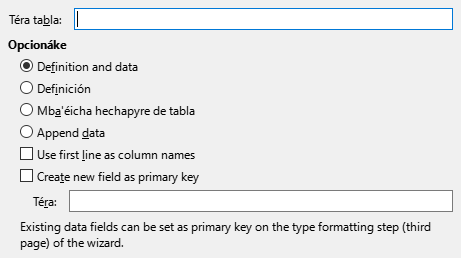 Téra tabla:
Opcionáke
Definition and data
Definición
Mba'éicha hechapyre de tabla
Append data
Use first line as column names
Create new field as primary key
Téra:
Existing data fields can be set as primary key on the type formatting step (third
page) of the wizard.